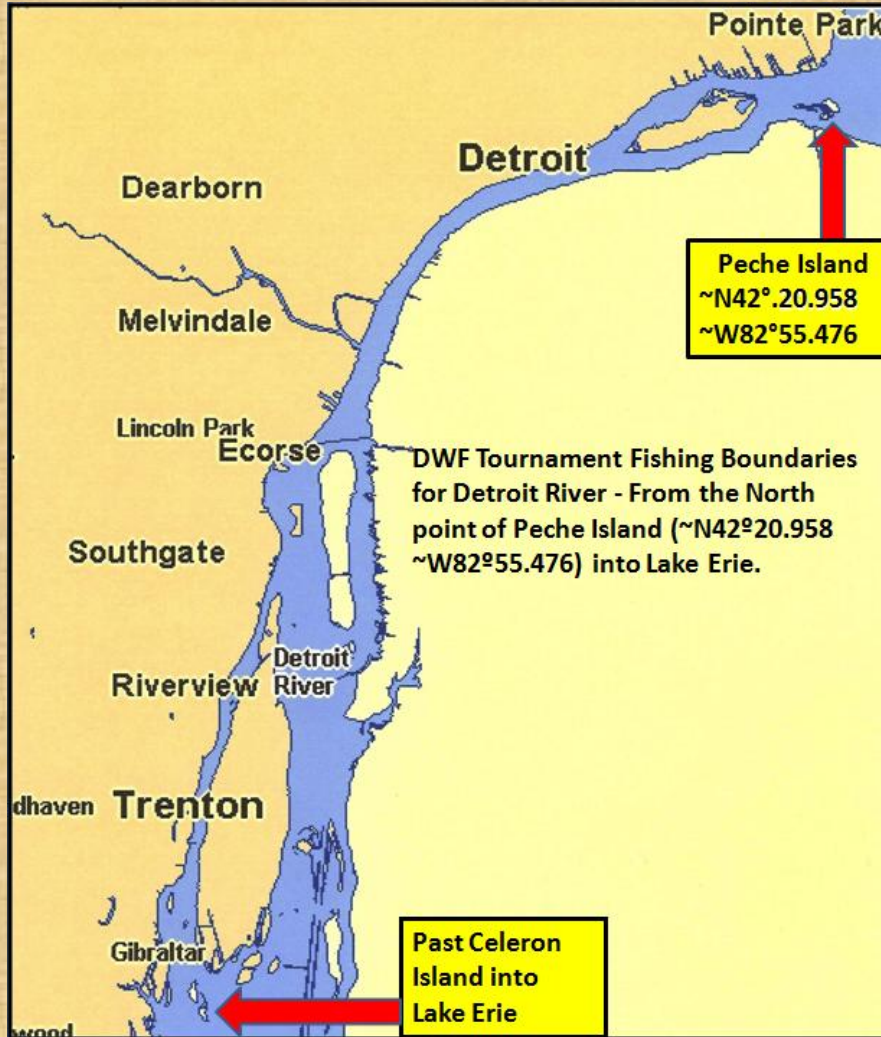 Pointe Park
Detroit
Dearborn
Peche Island
~N42°.20.958
~W82°55.476
Melvindale
Lincoln Park
Ecorse
DWF Tournament Fishing Boundaries
for Detroit River - From the North
point of Peche Island (~N42º20.958
~W82º55.476) into Lake Erie.
Southgate
Detroit
River
Riverview
dhaven
Trenton
Gibraltar
Past Celeron
Island into
Lake Erie
wood